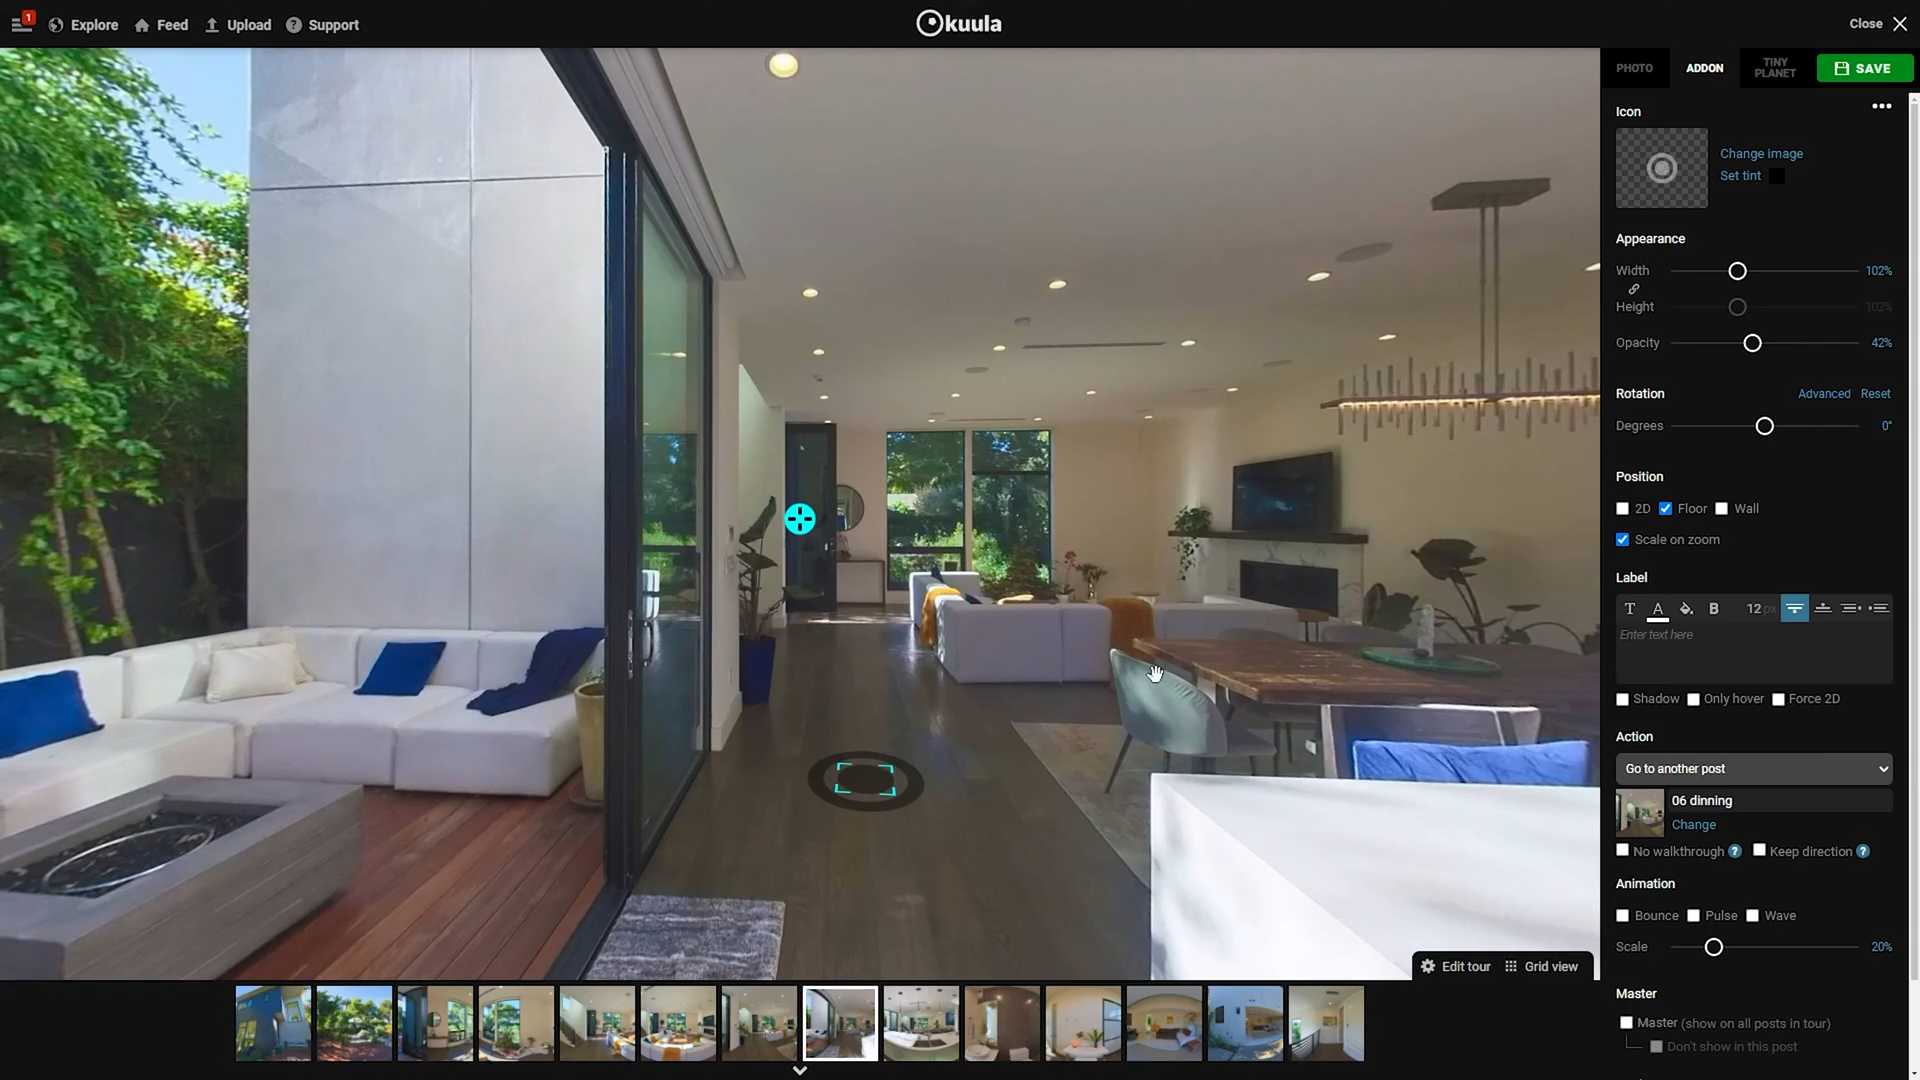 1 Explore Feed Upload ? Support
kuula
Close
PHOTO
ADDON
TINY
PLANET
SAVE
Icon
Change image
Set tint
Appearance
Width 102%
Height 102%
Opacity 42%
Rotation Advanced Reset
Degrees 0°
Position
2D Floor Wall
Scale on zoom
Label
T A B 12 px
Enter text here
Shadow Only hover Force 2D
Action
Go to another post
06 dinning
Change
No walkthrough ? Keep direction ?
Animation
Bounce Pulse Wave
Scale 20%
Edit tour Grid view
Master
Master (show on all posts in tour)
Don't show in this post